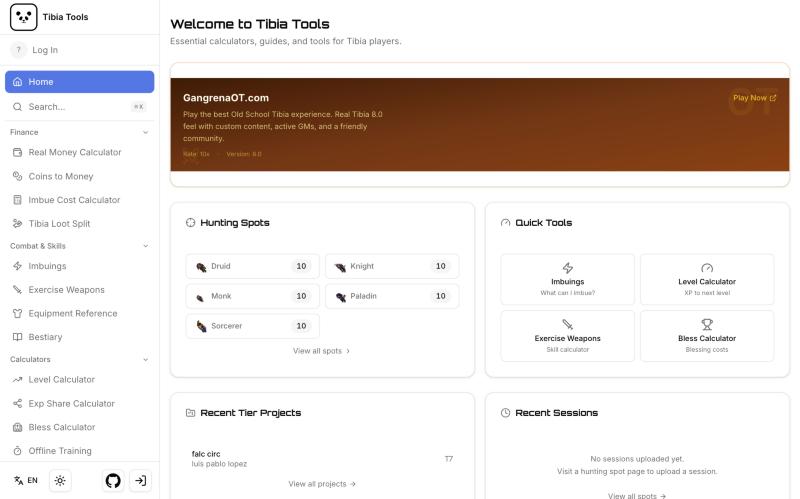 Tibia Tools
? Log In
Home
Search... ⌘K
Finance
Real Money Calculator
Coins to Money
Imbue Cost Calculator
Tibia Loot Split
Combat & Skills
Imbuings
Exercise Weapons
Equipment Reference
Bestiary
Calculators
Level Calculator
Exp Share Calculator
Bless Calculator
Offline Training
EN
Welcome to Tibia Tools
Essential calculators, guides, and tools for Tibia players.
GangrenaOT.com
Play the best Old School Tibia experience. Real Tibia 8.0
feel with custom content, active GMs, and a friendly
community.
Rate: 10x · Version: 8.0
OT
Play Now
Hunting Spots
Druid 10
Knight 10
Monk 10
Paladin 10
Sorcerer 10
View all spots ›
Quick Tools
Imbuings
What can I imbue?
Level Calculator
XP to next level
Exercise Weapons
Skill calculator
Bless Calculator
Blessing costs
Recent Tier Projects
falc circ
luis pablo lopez
T7
View all projects →
Recent Sessions
No sessions uploaded yet.
Visit a hunting spot page to upload a session.
View all spots →